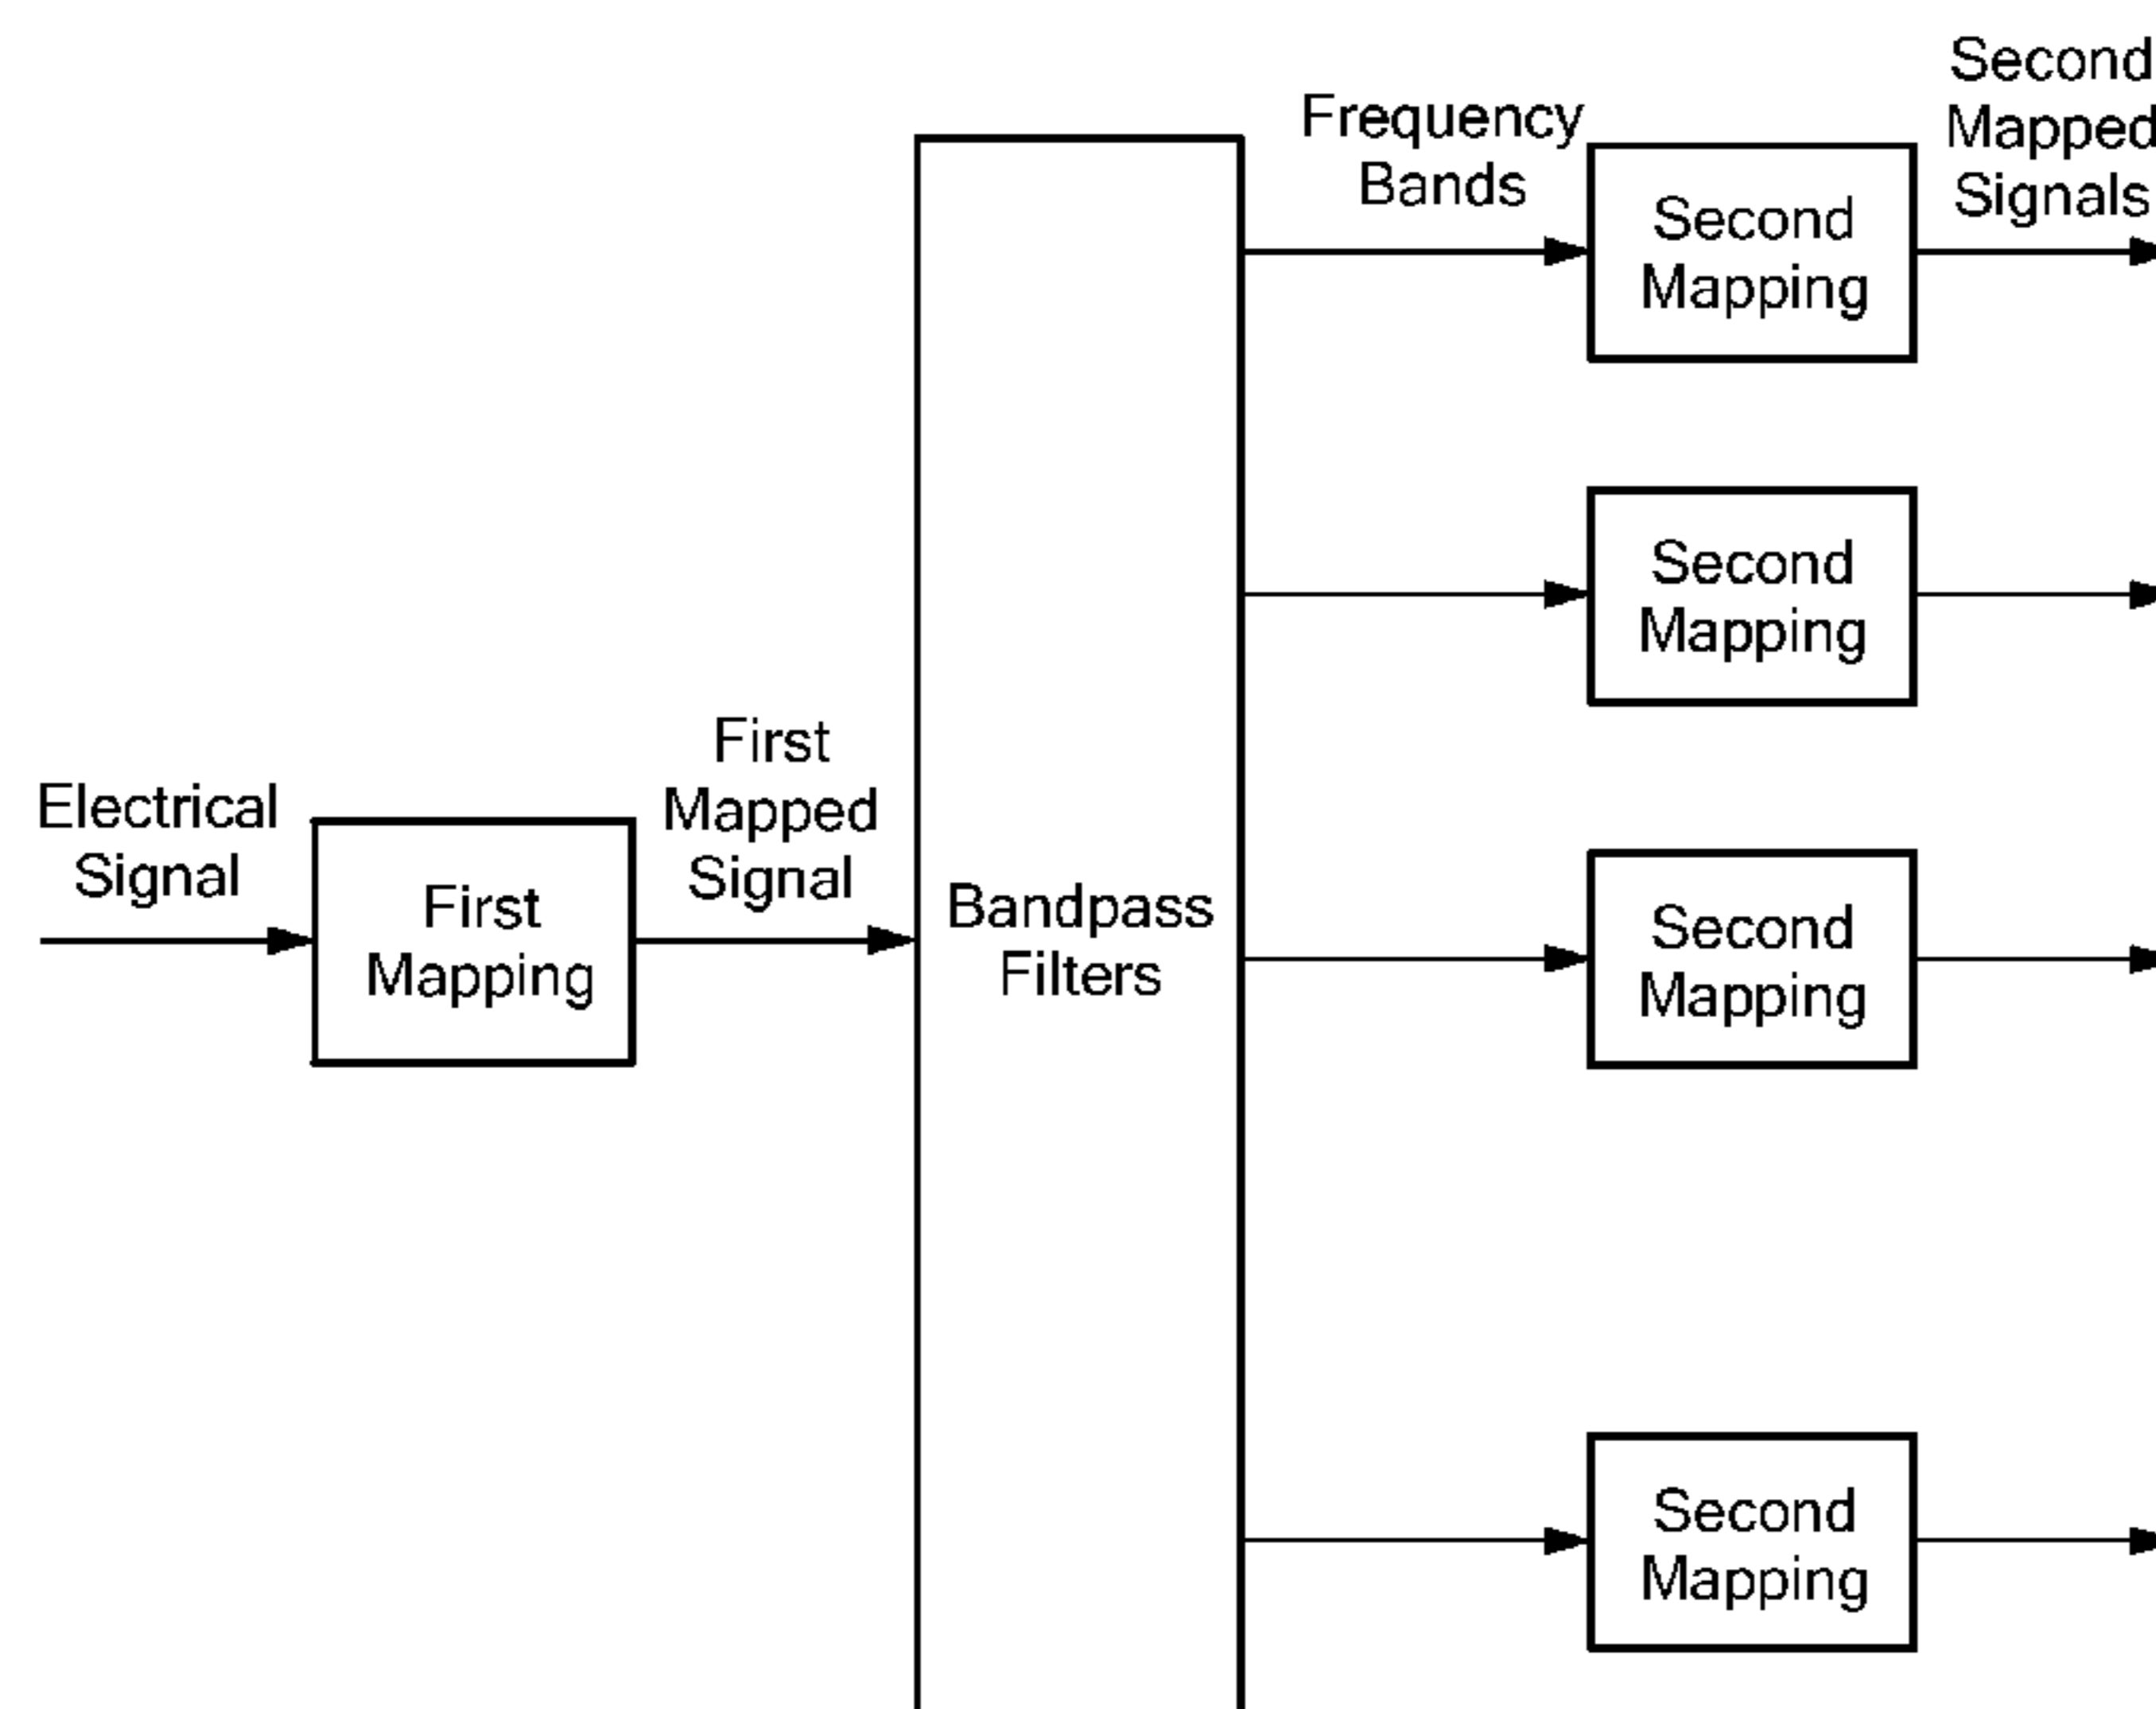 Electrical
Signal
First
Mapping
First
Mapped
Signal
Bandpass
Filters
Frequency
Bands
Second
Mapping
Second
Mapped
Signals
Second
Mapping
Second
Mapping
Second
Mapping